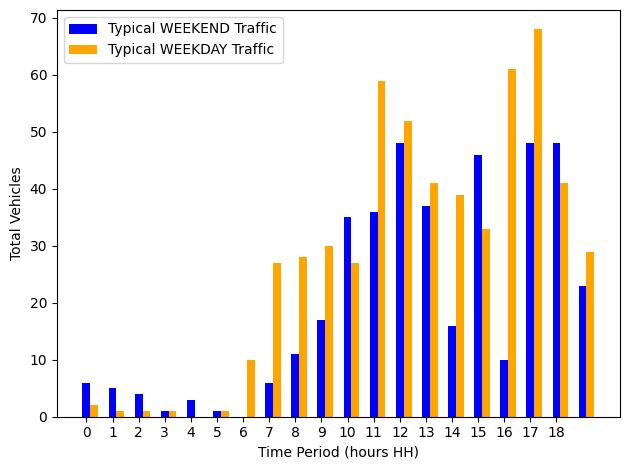 Typical WEEKEND Traffic
Typical WEEKDAY Traffic
70
60
50
40
30
20
10
0
Total Vehicles
0 1 2 3 4 5 6 7 8 9 10 11 12 13 14 15 16 17 18
Time Period (hours HH)